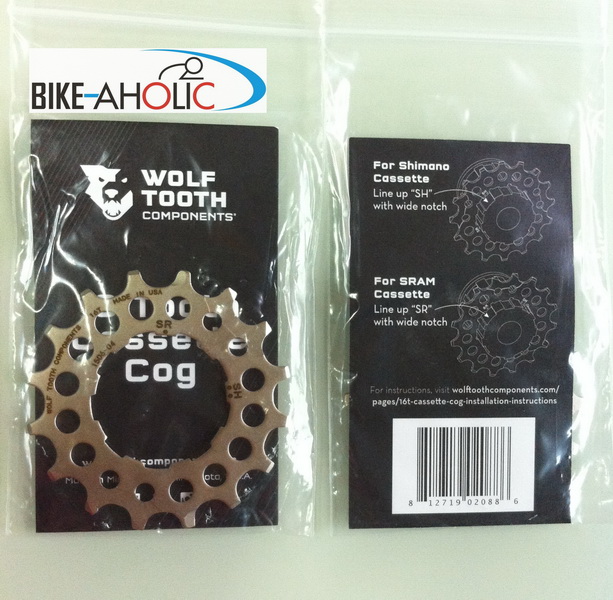 BIKE-AHOLIC
WOLF
TOOTH
COMPONENTS
16T MADE IN USA
SR
SH
WOLF TOOTH COMPONENTS
Cog
For Shimano
Cassette
Line up "SH"
with wide notch
For SRAM
Cassette
Line up "SR"
with wide notch
For instructions, visit wolftoothcomponents.com/
pages/16t-cassette-cog-installation-instructions
8 12719 02088 6